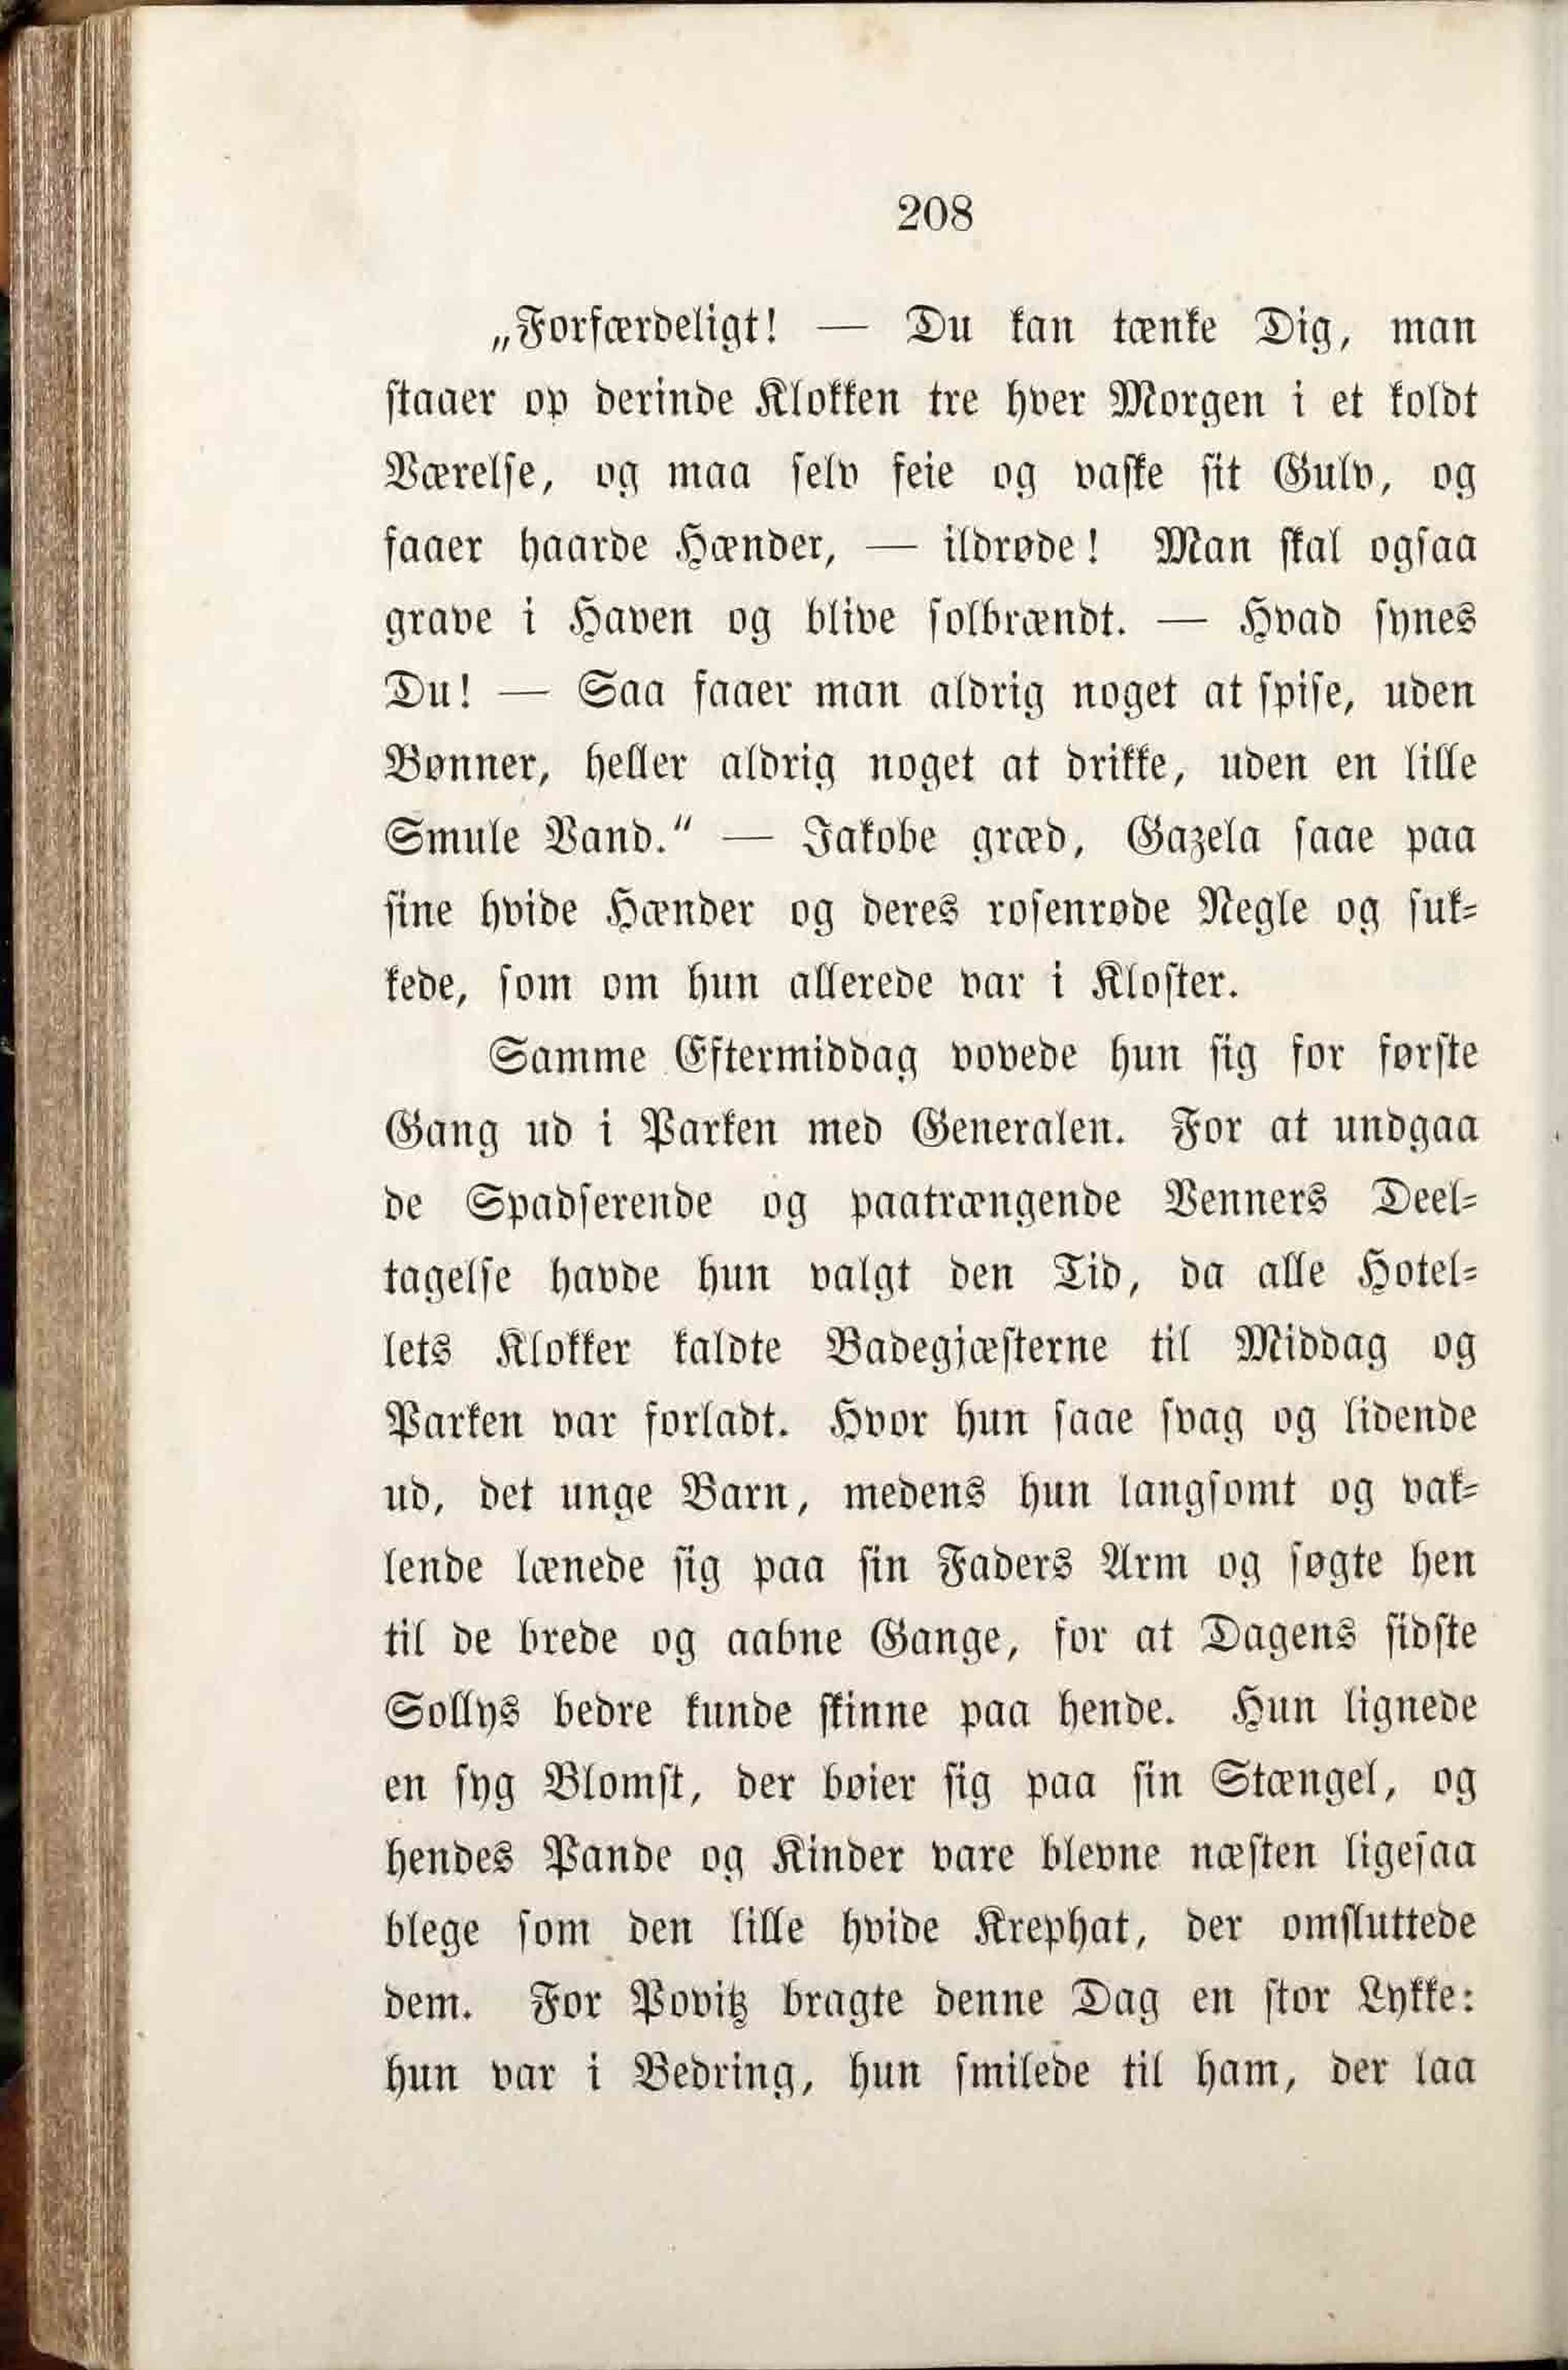 208
„Forfærdeligt! — Du kan tænke Dig, man
staaer op derinde Klokken tre hver Morgen i et koldt
Værelse, og maa selv feie og vaske sit Gulv, og
faaer haarde Hænder, — ildrøde! Man skal ogsaa
grave i Haven og blive solbrændt. — Hvad synes
Du! — Saa faaer man aldrig noget at spise, uden
Bønner, heller aldrig noget at drikke, uden en lille
Smule Vand.“ — Jakobe græd, Gazela saae paa
sine hvide Hænder og deres rosenrøde Negle og suk-
kede, som om hun allerede var i Kloster.
Samme Eftermiddag vovede hun sig for første
Gang ud i Parken med Generalen. For at undgaa
de Spadserende og paatrængende Venners Deel-
tagelse havde hun valgt den Tid, da alle Hotel-
lets Klokker kaldte Badegjæsterne til Middag og
Parken var forladt. Hvor hun saae svag og lidende
ud, det unge Barn, medens hun langsomt og vak-
lende lænede sig paa sin Faders Arm og søgte hen
til de brede og aabne Gange, for at Dagens sidste
Sollys bedre kunde skinne paa hende. Hun lignede
en syg Blomst, der bøier sig paa sin Stængel, og
hendes Pande og Kinder vare blevne næsten ligesaa
blege som den lille hvide Krephat, der omsluttede
dem. For Povitz bragte denne Dag en stor Lykke:
hun var i Bedring, hun smilede til ham, der laa